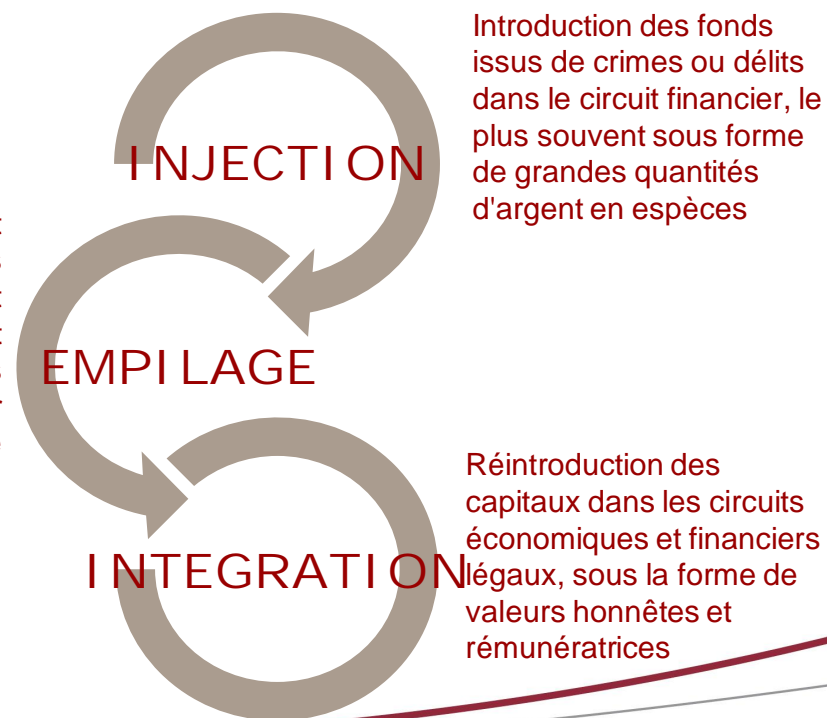 INJECTION
Introduction des fonds
issus de crimes ou délits
dans le circuit financier, le
plus souvent sous forme
de grandes quantités
d'argent en espèces
EMPILAGE
INTEGRATION
Réintroduction des
capitaux dans les circuits
économiques et financiers
légaux, sous la forme de
valeurs honnêtes et
rémunératrices